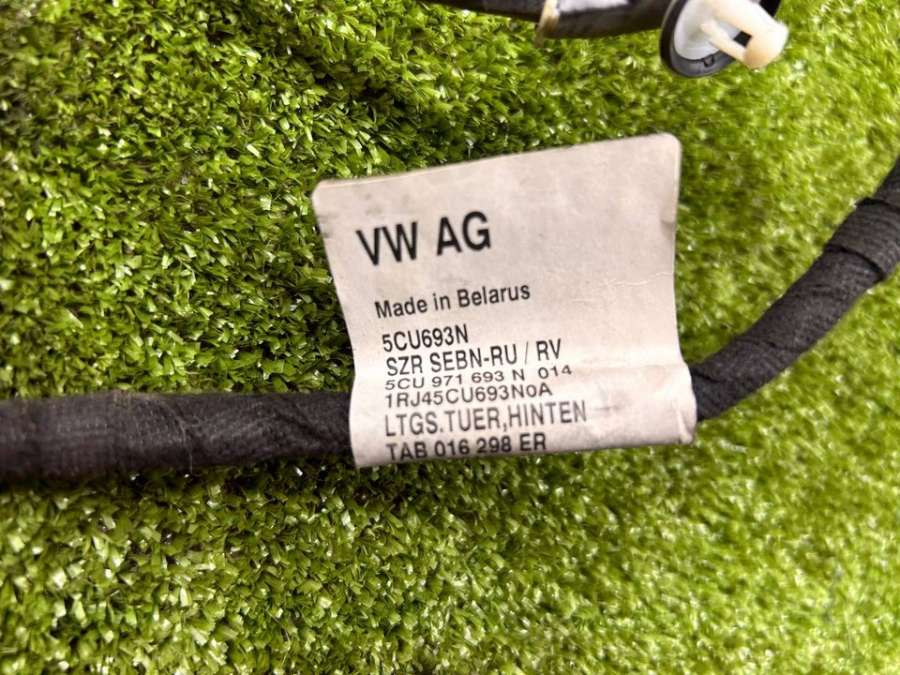 VW AG
Made in Belarus
5CU693N
SZR SEBN-RU / RV
5CU 971 693 N 014
1RJ45CU693N0A
LTGS.TUER,HINTEN
TAB 016 298 ER